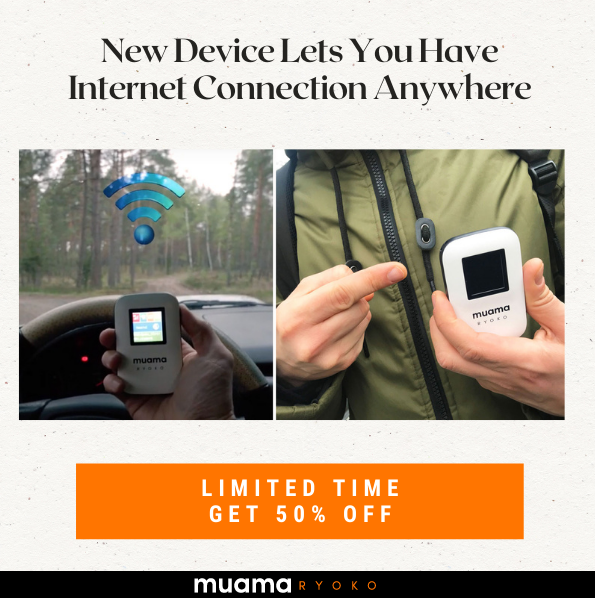 New Device Lets You Have
Internet Connection Anywhere
muama
RYOKO
muama
RYOKO
LIMITED TIME
GET 50% OFF
muama RYOKO